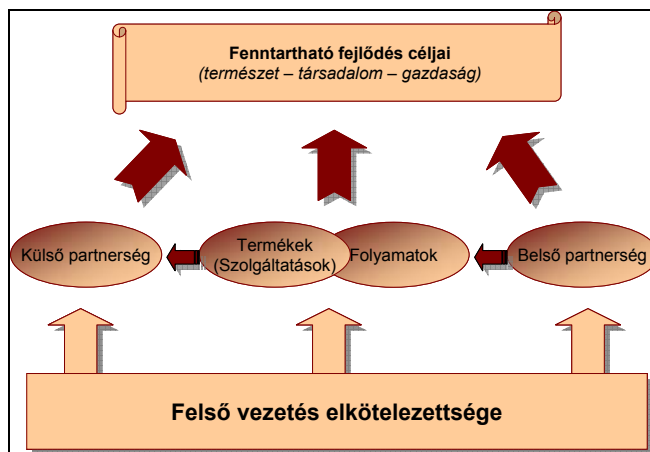 Fenntartható fejlődés céljai
(természet – társadalom – gazdaság)
Külső partnerség
Termékek
(Szolgáltatások)
Folyamatok
Belső partnerség
Felső vezetés elkötelezettsége